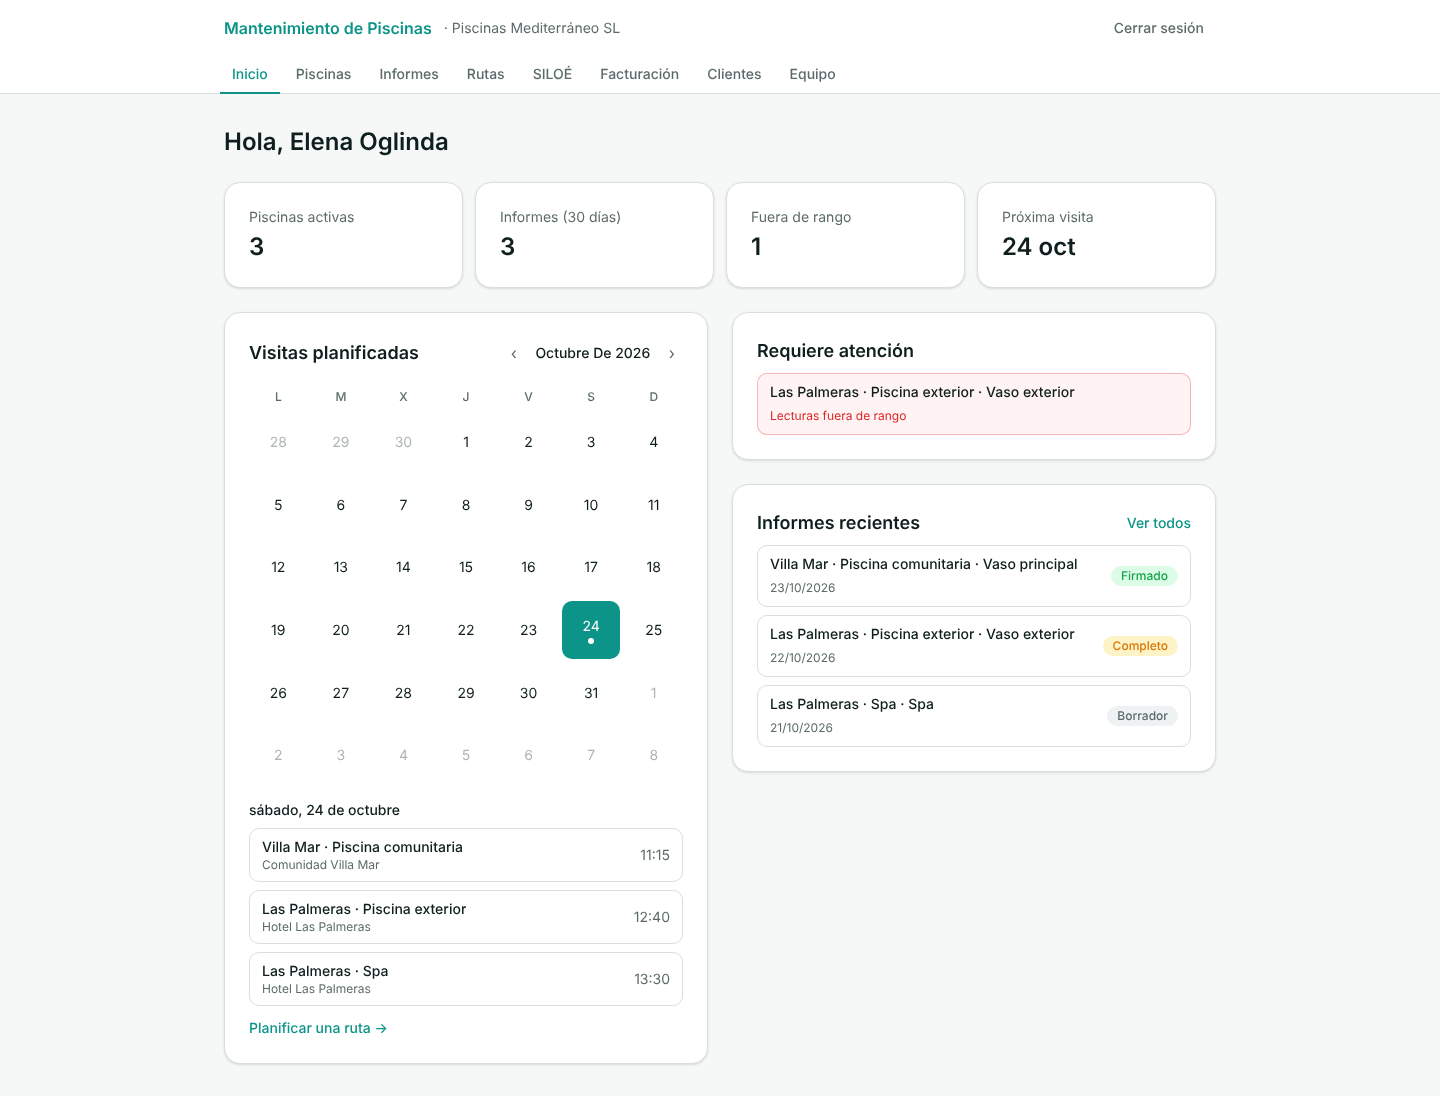 Mantenimiento de Piscinas · Piscinas Mediterráneo SL
Cerrar sesión
Inicio Piscinas Informes Rutas SILOÉ Facturación Clientes Equipo
Hola, Elena Oglinda
Piscinas activas
3
Informes (30 días)
3
Fuera de rango
1
Próxima visita
24 oct
Visitas planificadas
‹ Octubre De 2026 ›
L M X J V S D
28 29 30 1 2 3 4
5 6 7 8 9 10 11
12 13 14 15 16 17 18
19 20 21 22 23 24 25
26 27 28 29 30 31 1
2 3 4 5 6 7 8
sábado, 24 de octubre
Villa Mar · Piscina comunitaria
Comunidad Villa Mar
11:15
Las Palmeras · Piscina exterior
Hotel Las Palmeras
12:40
Las Palmeras · Spa
Hotel Las Palmeras
13:30
Planificar una ruta →
Requiere atención
Las Palmeras · Piscina exterior · Vaso exterior
Lecturas fuera de rango
Informes recientes
Ver todos
Villa Mar · Piscina comunitaria · Vaso principal
23/10/2026
Firmado
Las Palmeras · Piscina exterior · Vaso exterior
22/10/2026
Completo
Las Palmeras · Spa · Spa
21/10/2026
Borrador